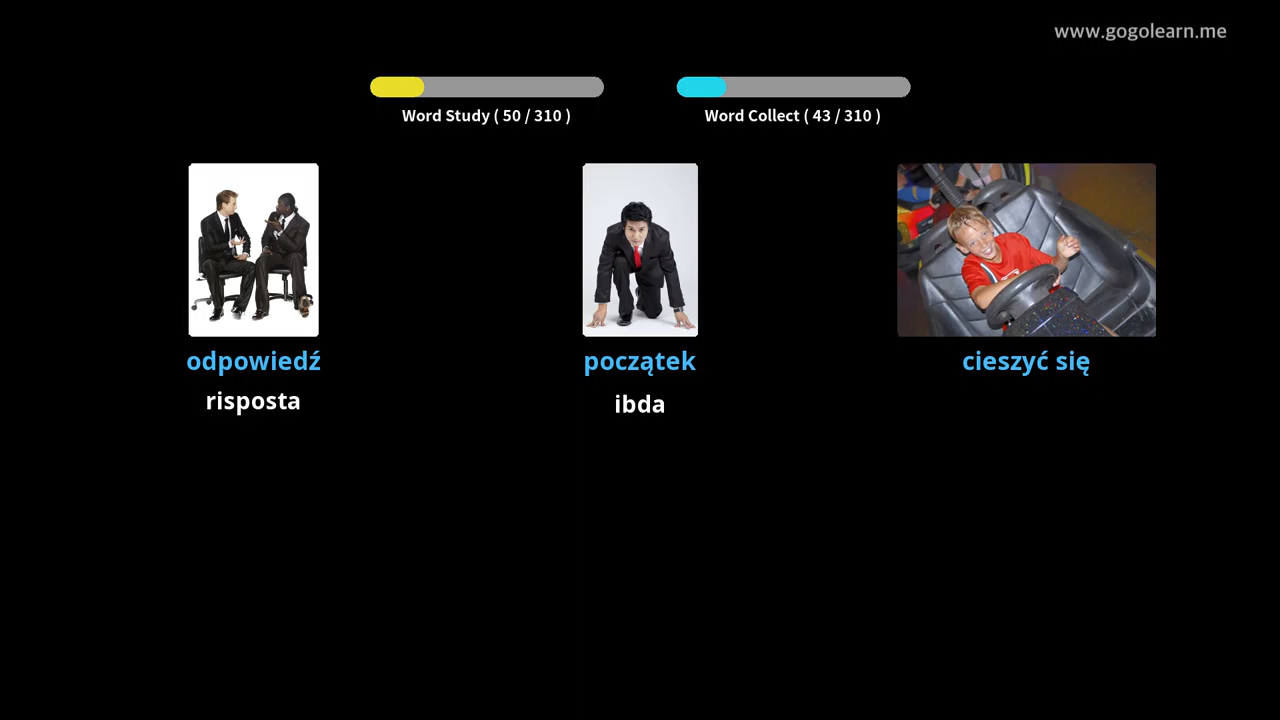 www.gogolearn.me
Word Study ( 50 / 310 )
Word Collect ( 43 / 310 )
odpowiedź
początek
cieszyć się
risposta
ibda